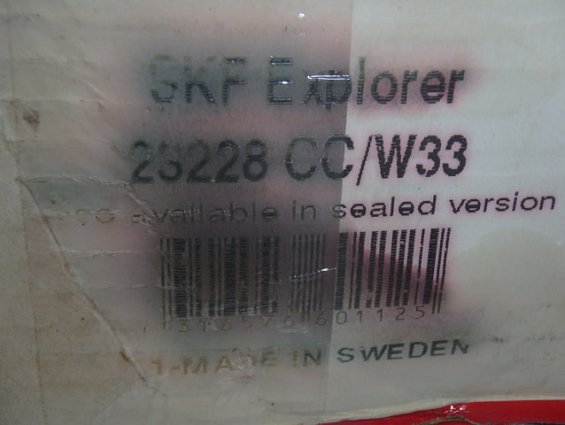 SKF Explorer
23228 CC/W33
available in sealed version
MADE IN SWEDEN